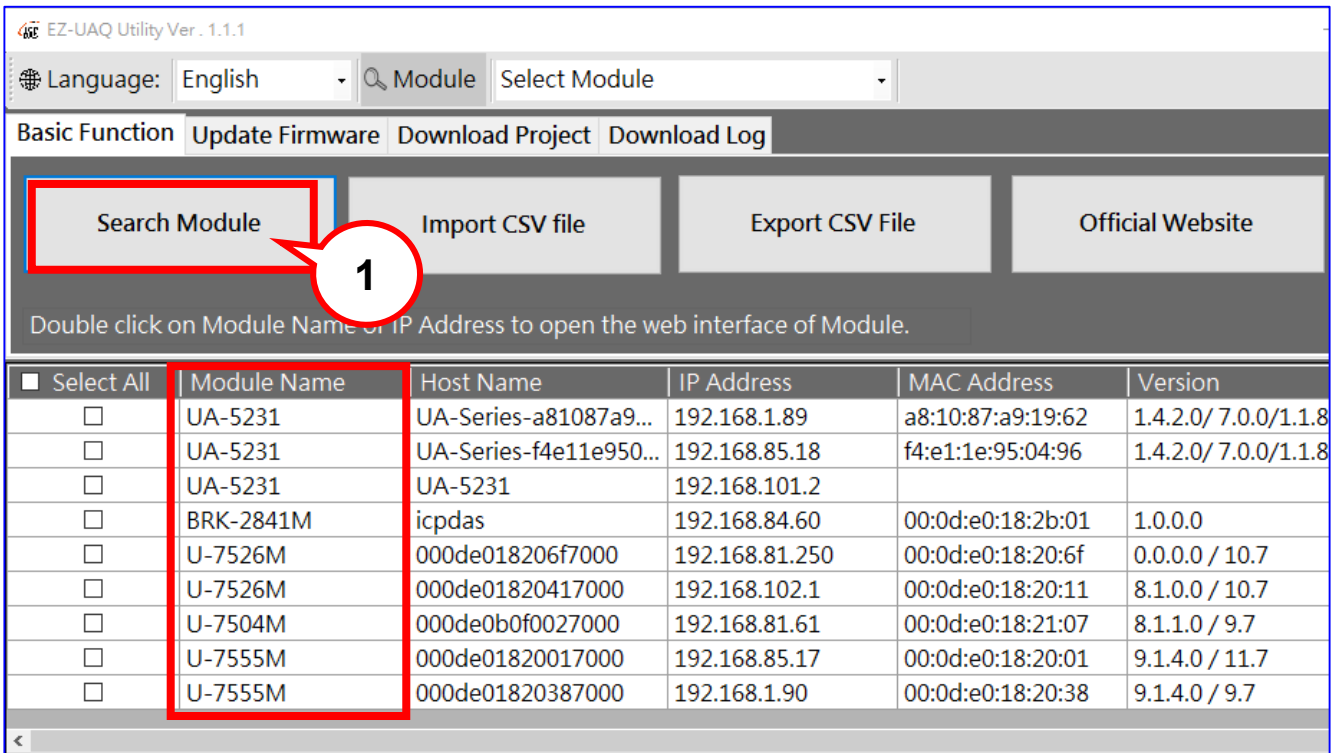 EZ-UAQ Utility Ver . 1.1.1
Language: English Module Select Module
Basic Function Update Firmware Download Project Download Log
Search Module Import CSV file Export CSV File Official Website
1
Double click on Module Name or IP Address to open the web interface of Module.
Select All Module Name Host Name IP Address MAC Address Version
UA-5231 UA-Series-a81087a9... 192.168.1.89 a8:10:87:a9:19:62 1.4.2.0/ 7.0.0/1.1.8
UA-5231 UA-Series-f4e11e950... 192.168.85.18 f4:e1:1e:95:04:96 1.4.2.0/ 7.0.0/1.1.8
UA-5231 UA-5231 192.168.101.2
BRK-2841M icpdas 192.168.84.60 00:0d:e0:18:2b:01 1.0.0.0
U-7526M 000de018206f7000 192.168.81.250 00:0d:e0:18:20:6f 0.0.0.0 / 10.7
U-7526M 000de01820417000 192.168.102.1 00:0d:e0:18:20:11 8.1.0.0 / 10.7
U-7504M 000de0b0f0027000 192.168.81.61 00:0d:e0:18:21:07 8.1.1.0 / 9.7
U-7555M 000de01820017000 192.168.85.17 00:0d:e0:18:20:01 9.1.4.0 / 11.7
U-7555M 000de01820387000 192.168.1.90 00:0d:e0:18:20:38 9.1.4.0 / 9.7